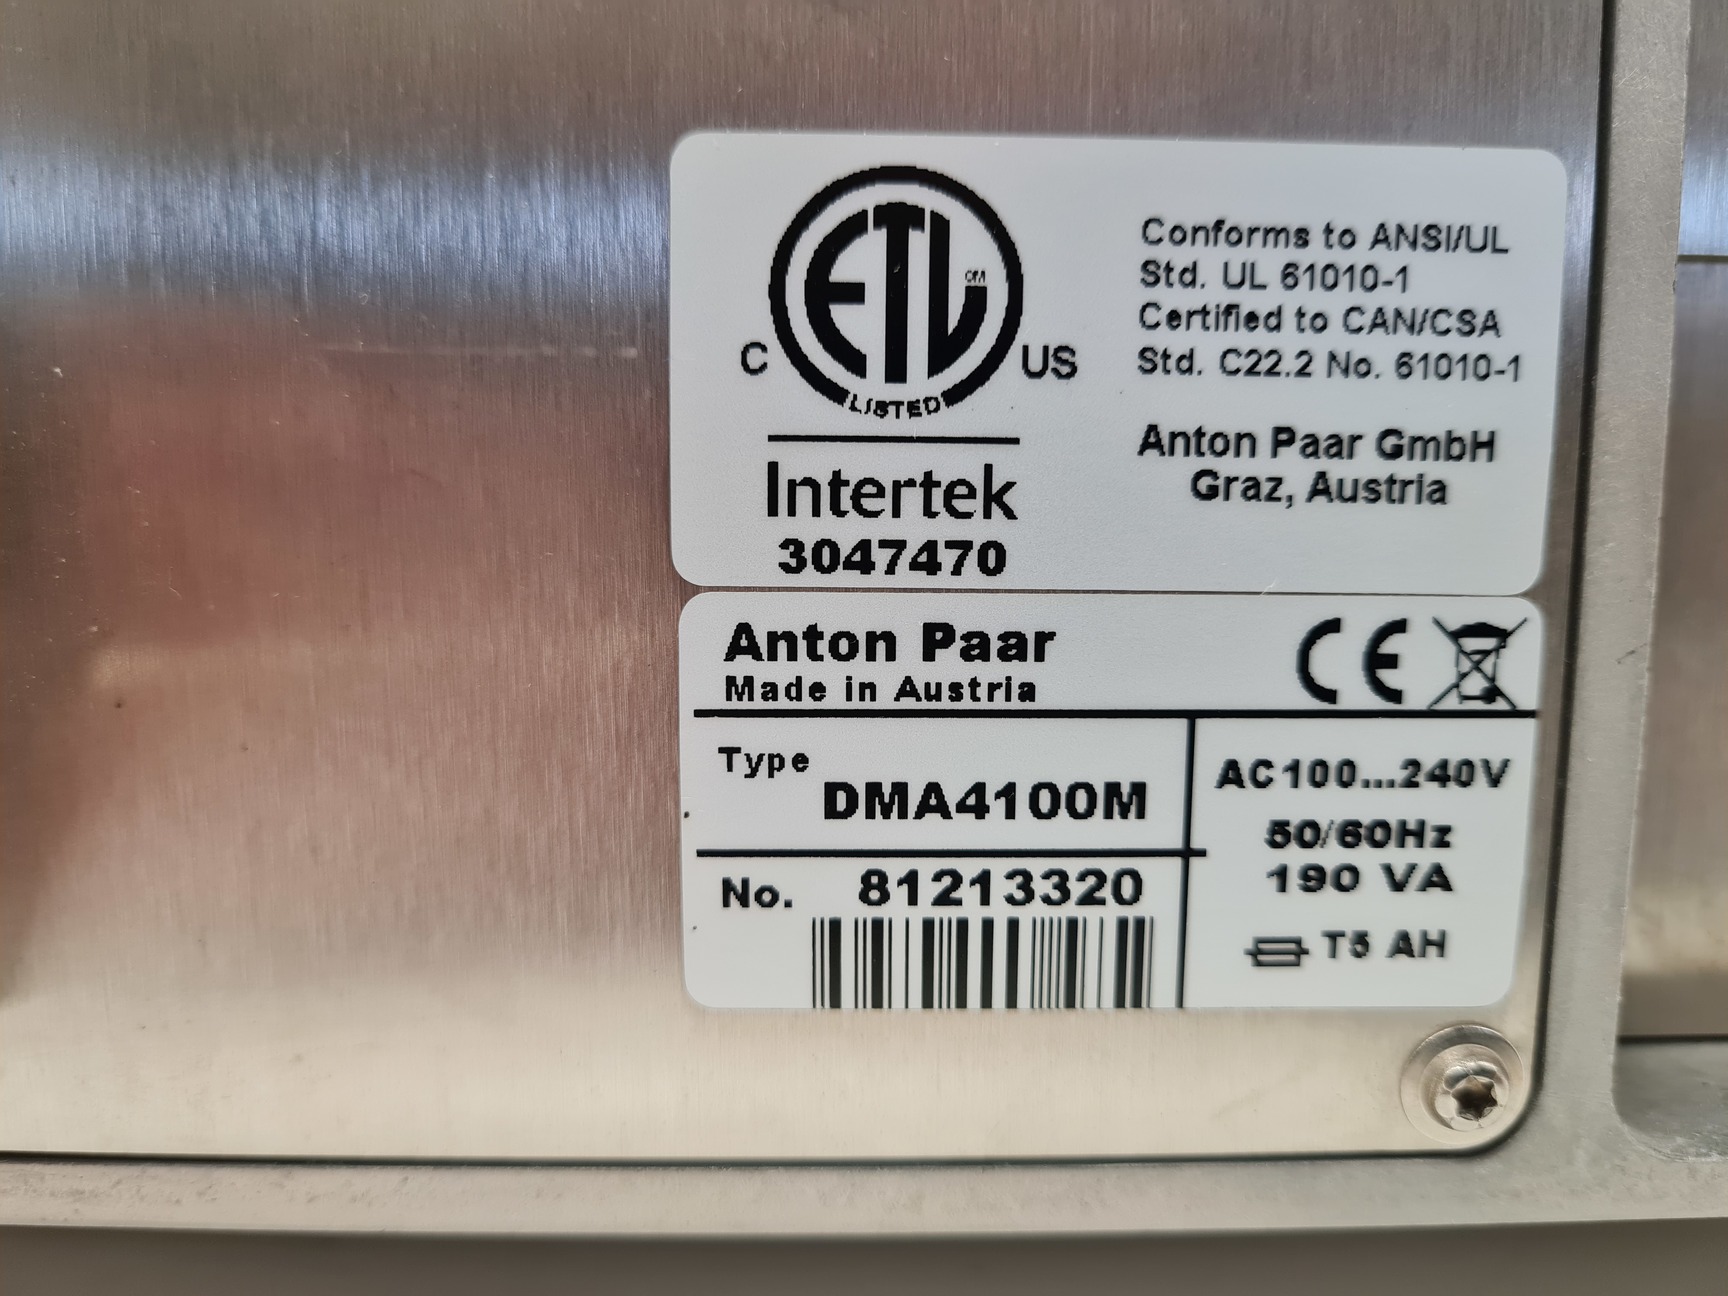 ETL
CM
C US
LISTED
Intertek
3047470
Conforms to ANSI/UL
Std. UL 61010-1
Certified to CAN/CSA
Std. C22.2 No. 61010-1
Anton Paar GmbH
Graz, Austria
Anton Paar
Made in Austria
CE
Type
DMA4100M
No. 81213320
AC100...240V
50/60Hz
190 VA
T5 AH